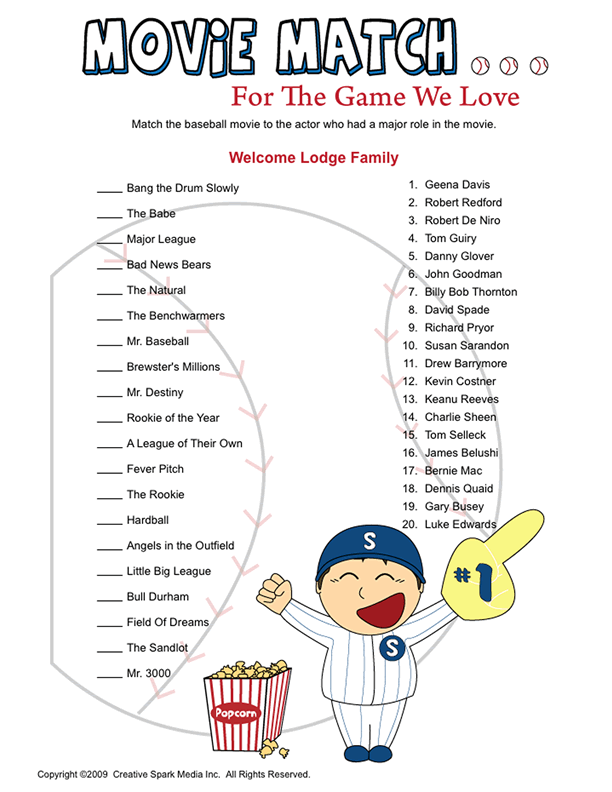 MOVIE MATCH...
For The Game We Love
Match the baseball movie to the actor who had a major role in the movie.
Welcome Lodge Family
____ Bang the Drum Slowly
____ The Babe
____ Major League
____ Bad News Bears
____ The Natural
____ The Benchwarmers
____ Mr. Baseball
____ Brewster's Millions
____ Mr. Destiny
____ Rookie of the Year
____ A League of Their Own
____ Fever Pitch
____ The Rookie
____ Hardball
____ Angels in the Outfield
____ Little Big League
____ Bull Durham
____ Field Of Dreams
____ The Sandlot
____ Mr. 3000
1. Geena Davis
2. Robert Redford
3. Robert De Niro
4. Tom Guiry
5. Danny Glover
6. John Goodman
7. Billy Bob Thornton
8. David Spade
9. Richard Pryor
10. Susan Sarandon
11. Drew Barrymore
12. Kevin Costner
13. Keanu Reeves
14. Charlie Sheen
15. Tom Selleck
16. James Belushi
17. Bernie Mac
18. Dennis Quaid
19. Gary Busey
20. Luke Edwards
S
#1
S
Popcorn
Copyright ©2009 Creative Spark Media Inc. All Rights Reserved.